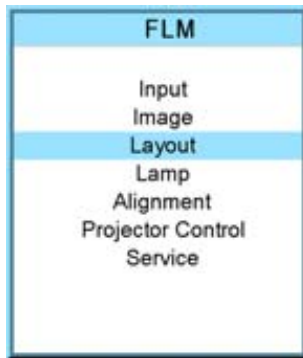 FLM
Input
Image
Layout
Lamp
Alignment
Projector Control
Service